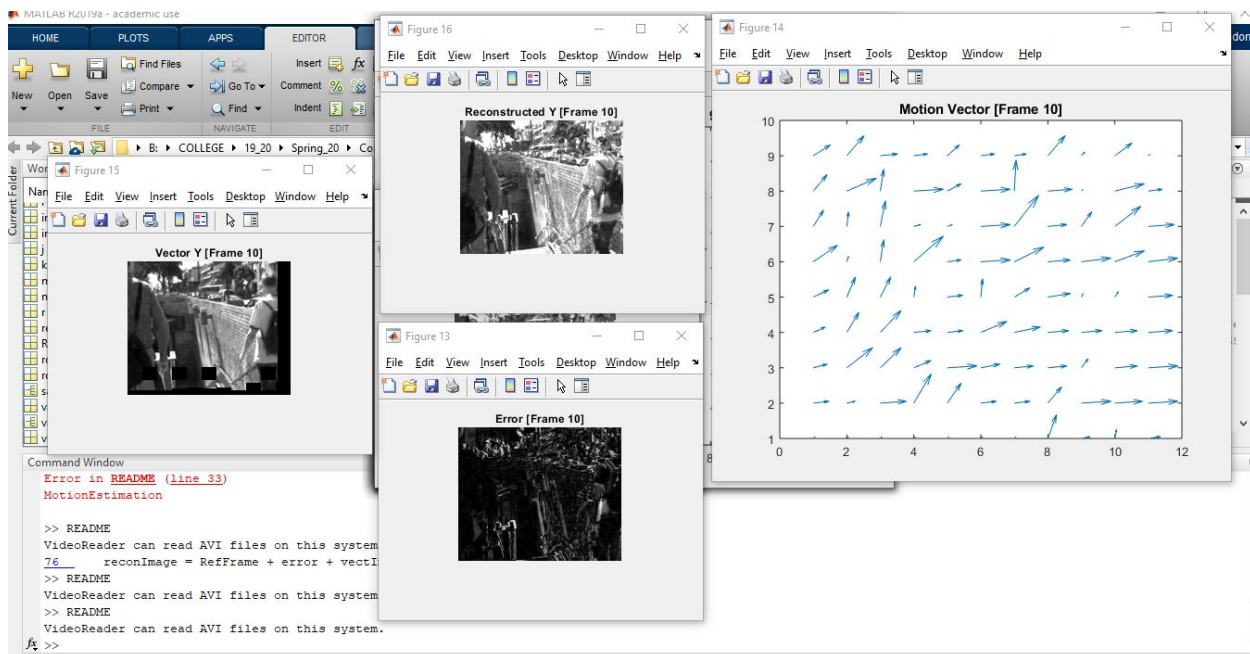 MATLAB R2019a - academic use
HOME PLOTS APPS EDITOR
New Open Save
Find Files
Compare
Print
Go To
Find
Insert fx
Comment
Indent
FILE NAVIGATE EDIT
B: COLLEGE 19_20 Spring_20
Current Folder
Figure 15
File Edit View Insert Tools Desktop Window Help
Vector Y [Frame 10]
Figure 16
File Edit View Insert Tools Desktop Window Help
Reconstructed Y [Frame 10]
Figure 13
File Edit View Insert Tools Desktop Window Help
Error [Frame 10]
Figure 14
File Edit View Insert Tools Desktop Window Help
Motion Vector [Frame 10]
10
9
8
7
6
5
4
3
2
1
0 2 4 6 8 10 12
Command Window
Error in README (line 33)
MotionEstimation
>> README
VideoReader can read AVI files on this system
76 reconImage = RefFrame + error +
>> README
VideoReader can read AVI files on this system
>> README
VideoReader can read AVI files on this system.
fx >>